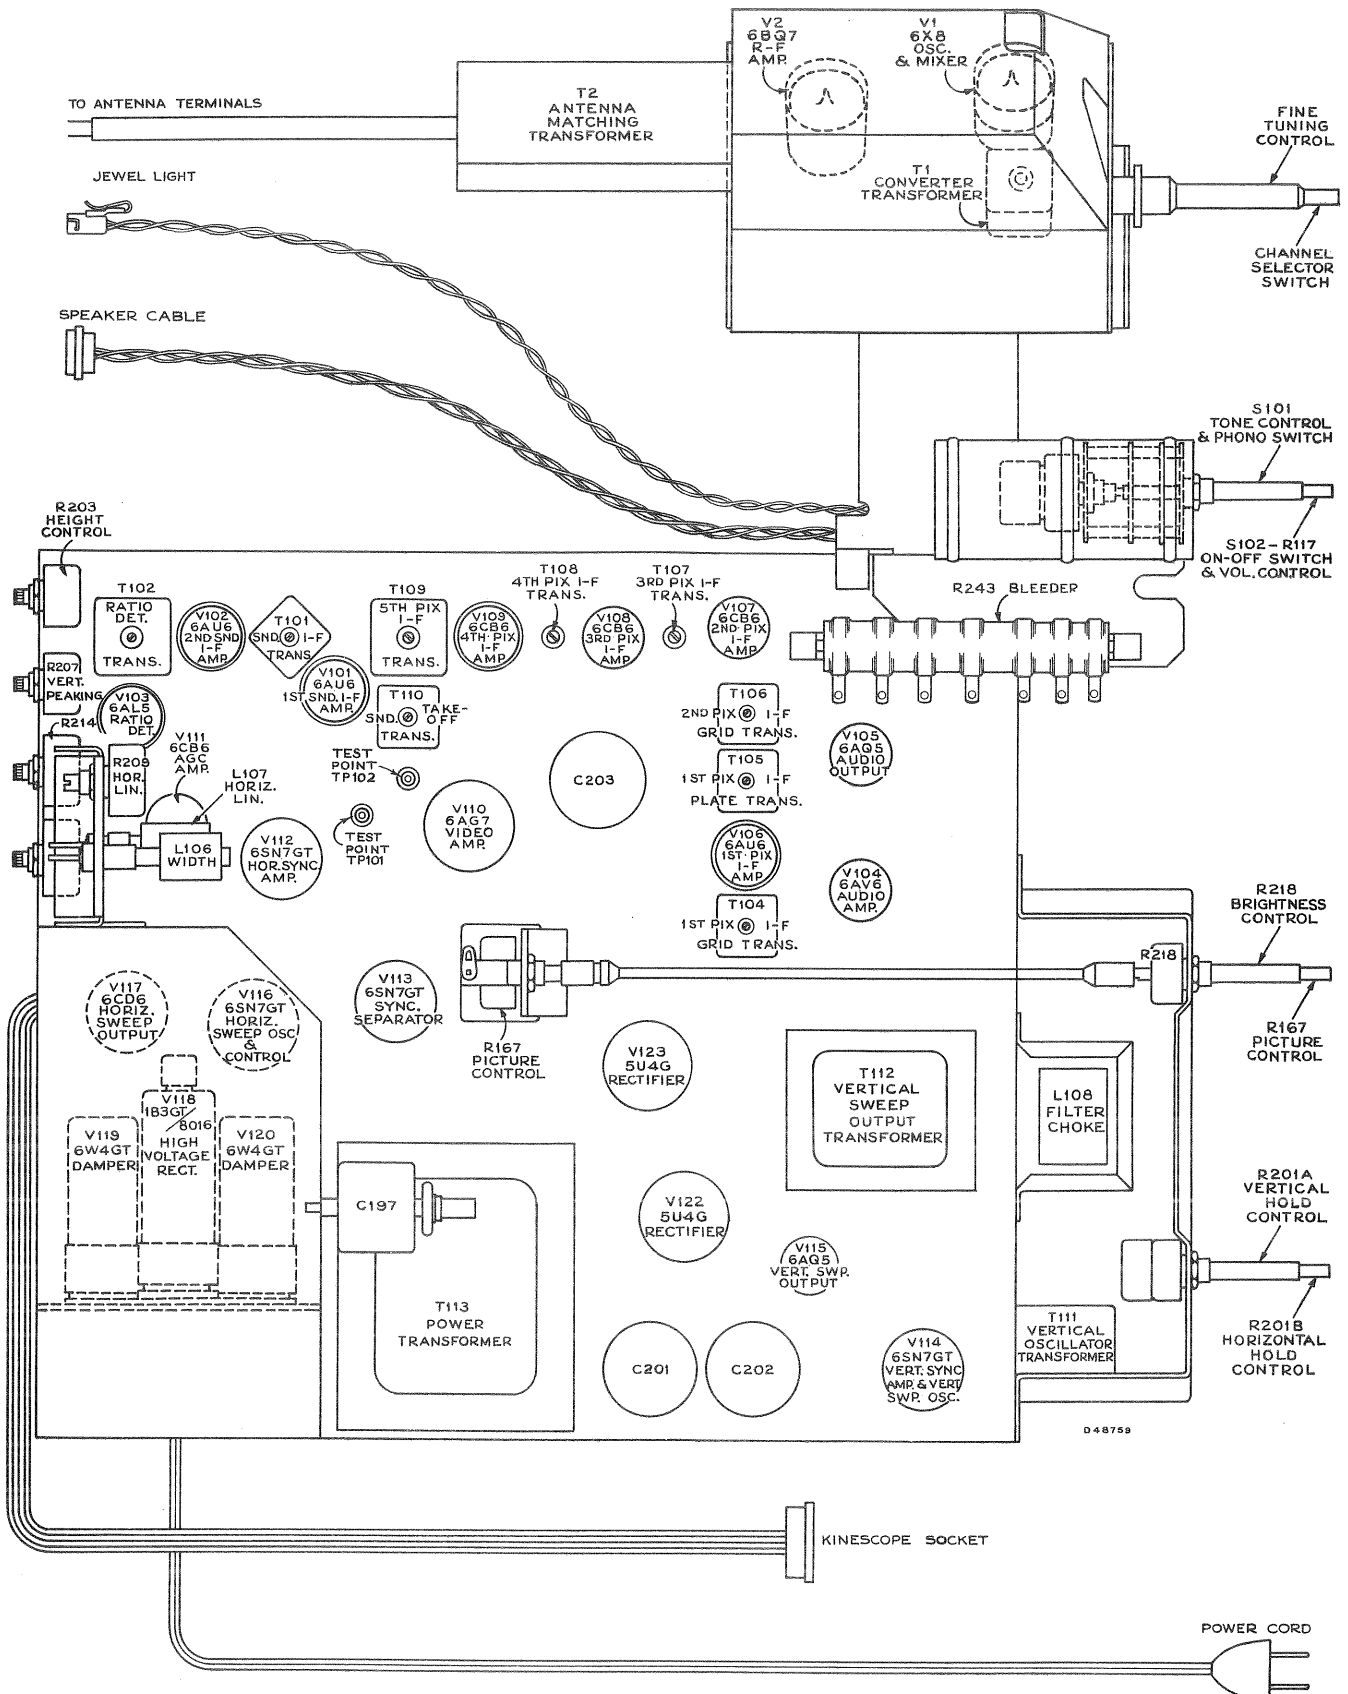 V2
6BQ7
R-F
AMP.
V1
6X8
OSC.
& MIXER
T2
ANTENNA
MATCHING
TRANSFORMER
TO ANTENNA TERMINALS
FINE
TUNING
CONTROL
T1
CONVERTER
TRANSFORMER
JEWEL LIGHT
CHANNEL
SELECTOR
SWITCH
SPEAKER CABLE
S101
TONE CONTROL
& PHONO SWITCH
S102-R117
ON-OFF SWITCH
& VOL. CONTROL
R203
HEIGHT
CONTROL
T102
RATIO
DET.
TRANS.
V102
6AU6
2ND SND
I-F
AMP
T101
SND. I-F
TRANS.
T109
5TH PIX
I-F
TRANS.
V109
6CB6
4TH PIX
I-F
AMP
T108
4TH PIX I-F
TRANS.
V108
6CB6
3RD PIX
I-F
AMP
T107
3RD PIX I-F
TRANS.
V107
6CB6
2ND PIX
I-F
AMP
R243 BLEEDER
R207
VERT.
PEAKING
V101
6AU6
1ST SND. I-F
AMP.
T110
SND. TAKE-
OFF
TRANS.
T106
2ND PIX I-F
GRID TRANS.
V103
6AL5
RATIO
DET.
R214
V111
6CB6
AGC
AMP.
R209
HOR.
LIN.
L107
HORIZ.
LIN.
TEST
POINT
TP102
C203
T105
1ST PIX I-F
PLATE TRANS.
V105
6AQ5
AUDIO
OUTPUT
TEST
POINT
TP101
V110
6AG7
VIDEO
AMP.
L106
WIDTH
V112
6SN7GT
HOR. SYNC.
AMP.
V106
6AU6
1ST PIX
I-F
AMP
V104
6AV6
AUDIO
AMP.
T104
1ST PIX I-F
GRID TRANS.
R218
BRIGHTNESS
CONTROL
R218
V117
6CD6
HORIZ.
SWEEP
OUTPUT
V116
6SN7GT
HORIZ.
SWEEP OSC
&
CONTROL
V113
6SN7GT
SYNC.
SEPARATOR
R167
PICTURE
CONTROL
R167
PICTURE
CONTROL
V123
5U4G
RECTIFIER
T112
VERTICAL
SWEEP
OUTPUT
TRANSFORMER
L108
FILTER
CHOKE
V118
1B3GT/
8016
HIGH
VOLTAGE
RECT.
V119
6W4GT
DAMPER
V120
6W4GT
DAMPER
C197
V122
5U4G
RECTIFIER
R201A
VERTICAL
HOLD
CONTROL
V115
6AQ5
VERT. SWP.
OUTPUT
T113
POWER
TRANSFORMER
C201
C202
V114
6SN7GT
VERT. SYNC
AMP. & VERT
SWP. OSC.
T111
VERTICAL
OSCILLATOR
TRANSFORMER
R201B
HORIZONTAL
HOLD
CONTROL
D48759
KINESCOPE SOCKET
POWER CORD